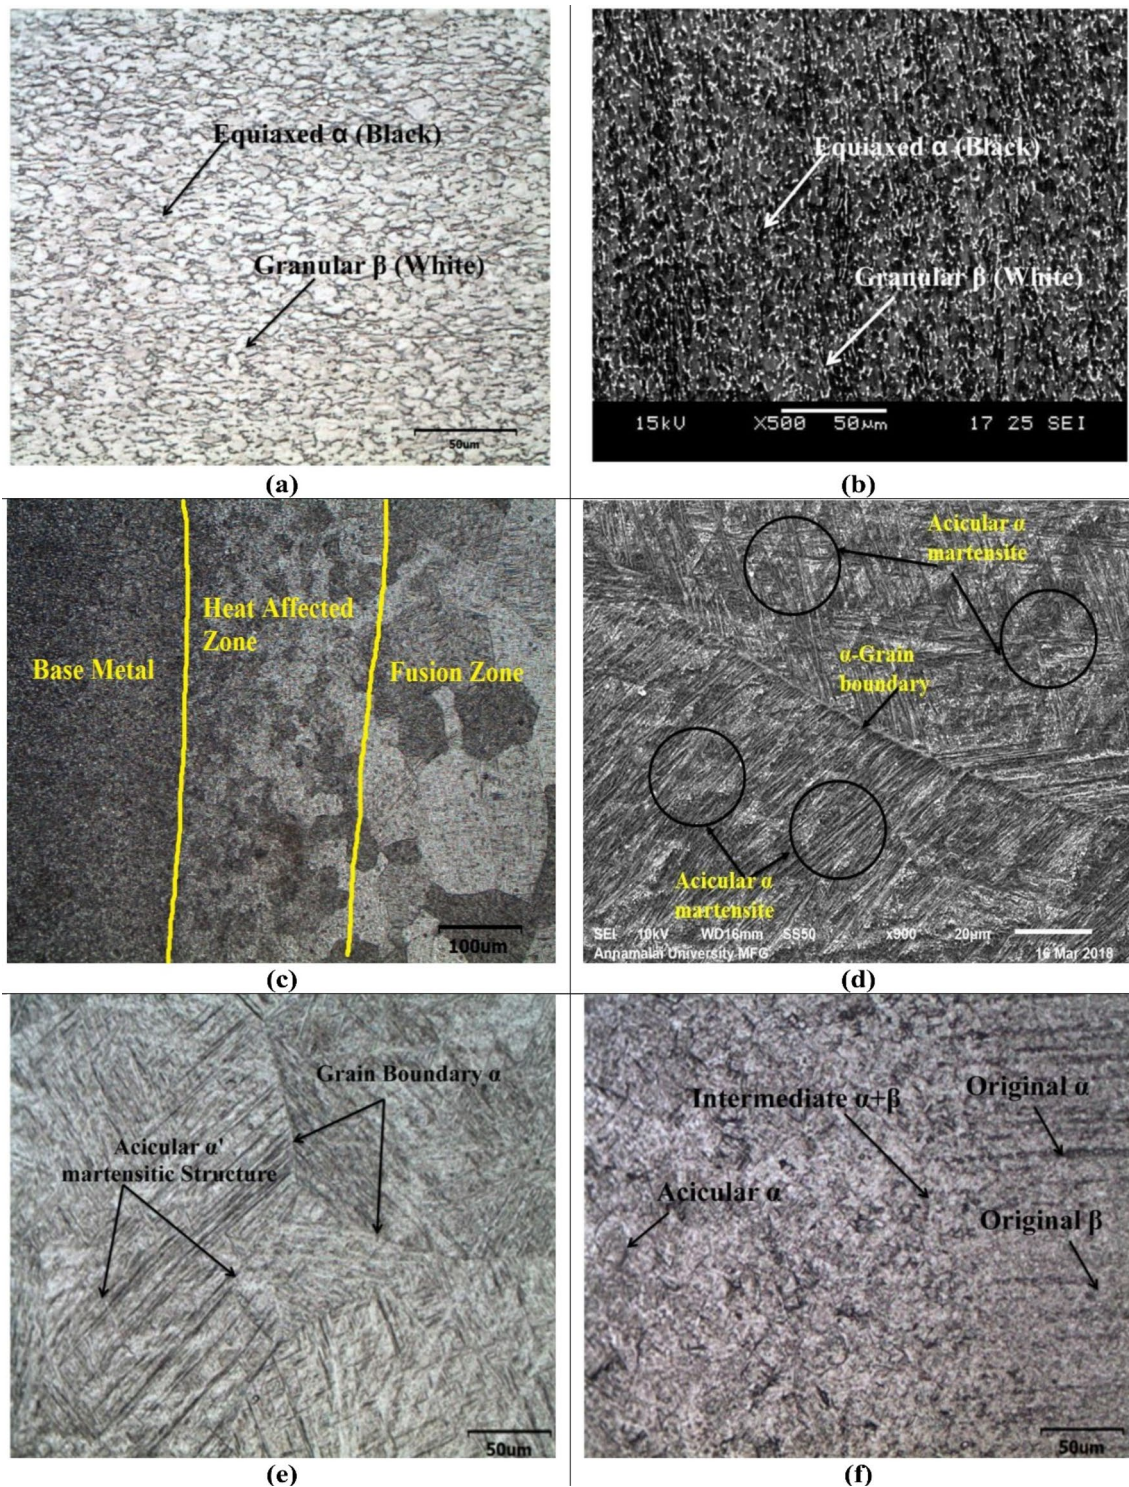 Equiaxed α (Black)
Granular β (White)
50um
(a)
Equiaxed α (Black)
Granular β (White)
15kV X500 50μm 17 25 SEI
(b)
Heat Affected
Zone
Base Metal
Fusion Zone
100um
(c)
Acicular α
martensite
α-Grain
boundary
Acicular α
martensite
SEI 10kV WD16mm SS50 x900 20μm
Annamalai University MFG 16 Mar 2018
(d)
Grain Boundary α
Acicular α'
martensitic Structure
50um
(e)
Original α
Intermediate α+β
Acicular α
Original β
50um
(f)